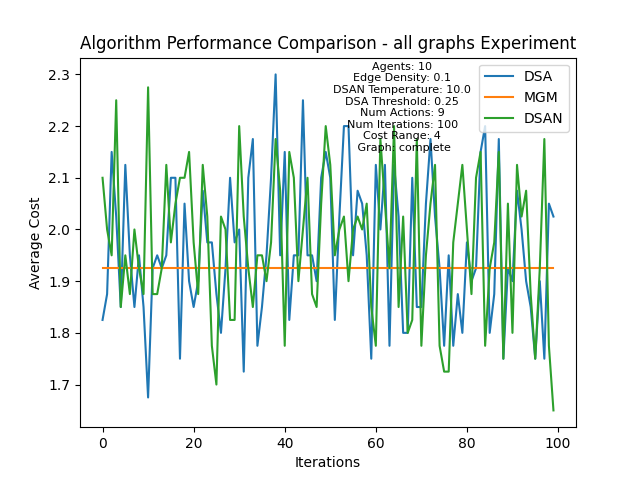 Algorithm Performance Comparison - all graphs Experiment
Agents: 10
Edge Density: 0.1
DSAN Temperature: 10.0
DSA Threshold: 0.25
Num Actions: 9
Num Iterations: 100
Cost Range: 4
Graph: complete
DSA
MGM
DSAN
Average Cost
2.3
2.2
2.1
2.0
1.9
1.8
1.7
0
20
40
60
80
100
Iterations